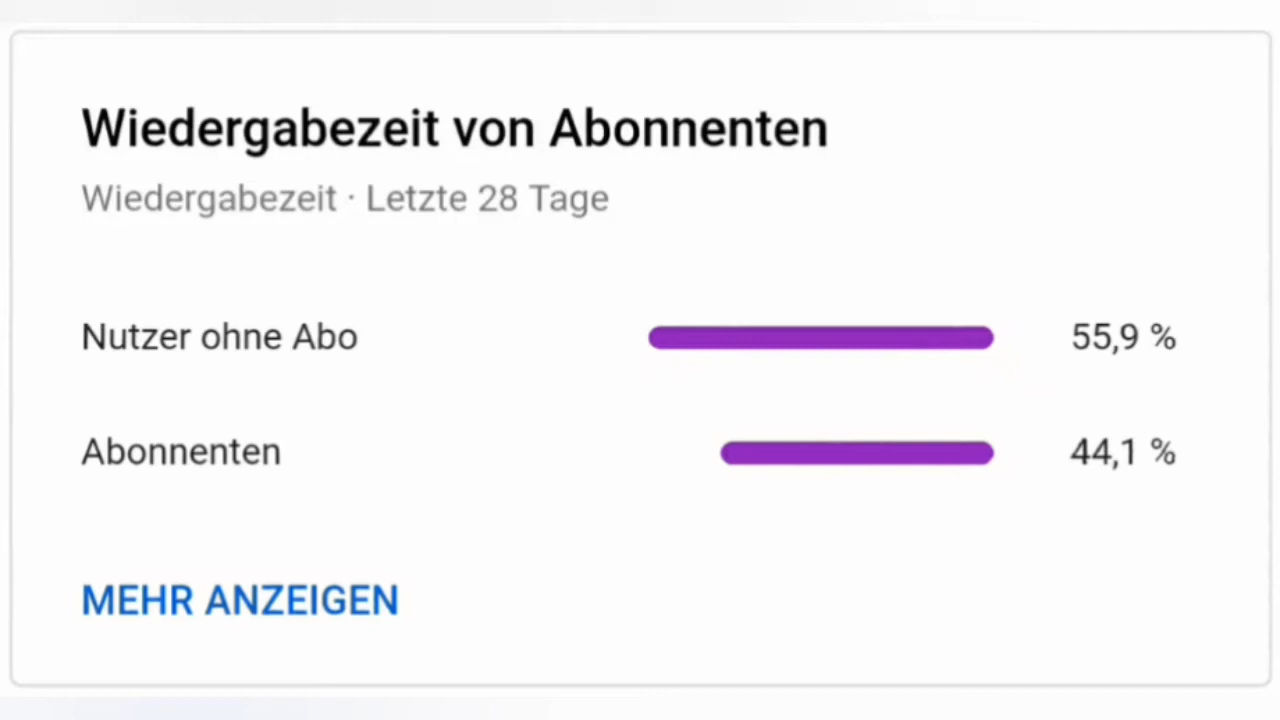 Wiedergabezeit von Abonnenten
Wiedergabezeit · Letzte 28 Tage
Nutzer ohne Abo 55,9 %
Abonnenten 44,1 %
MEHR ANZEIGEN